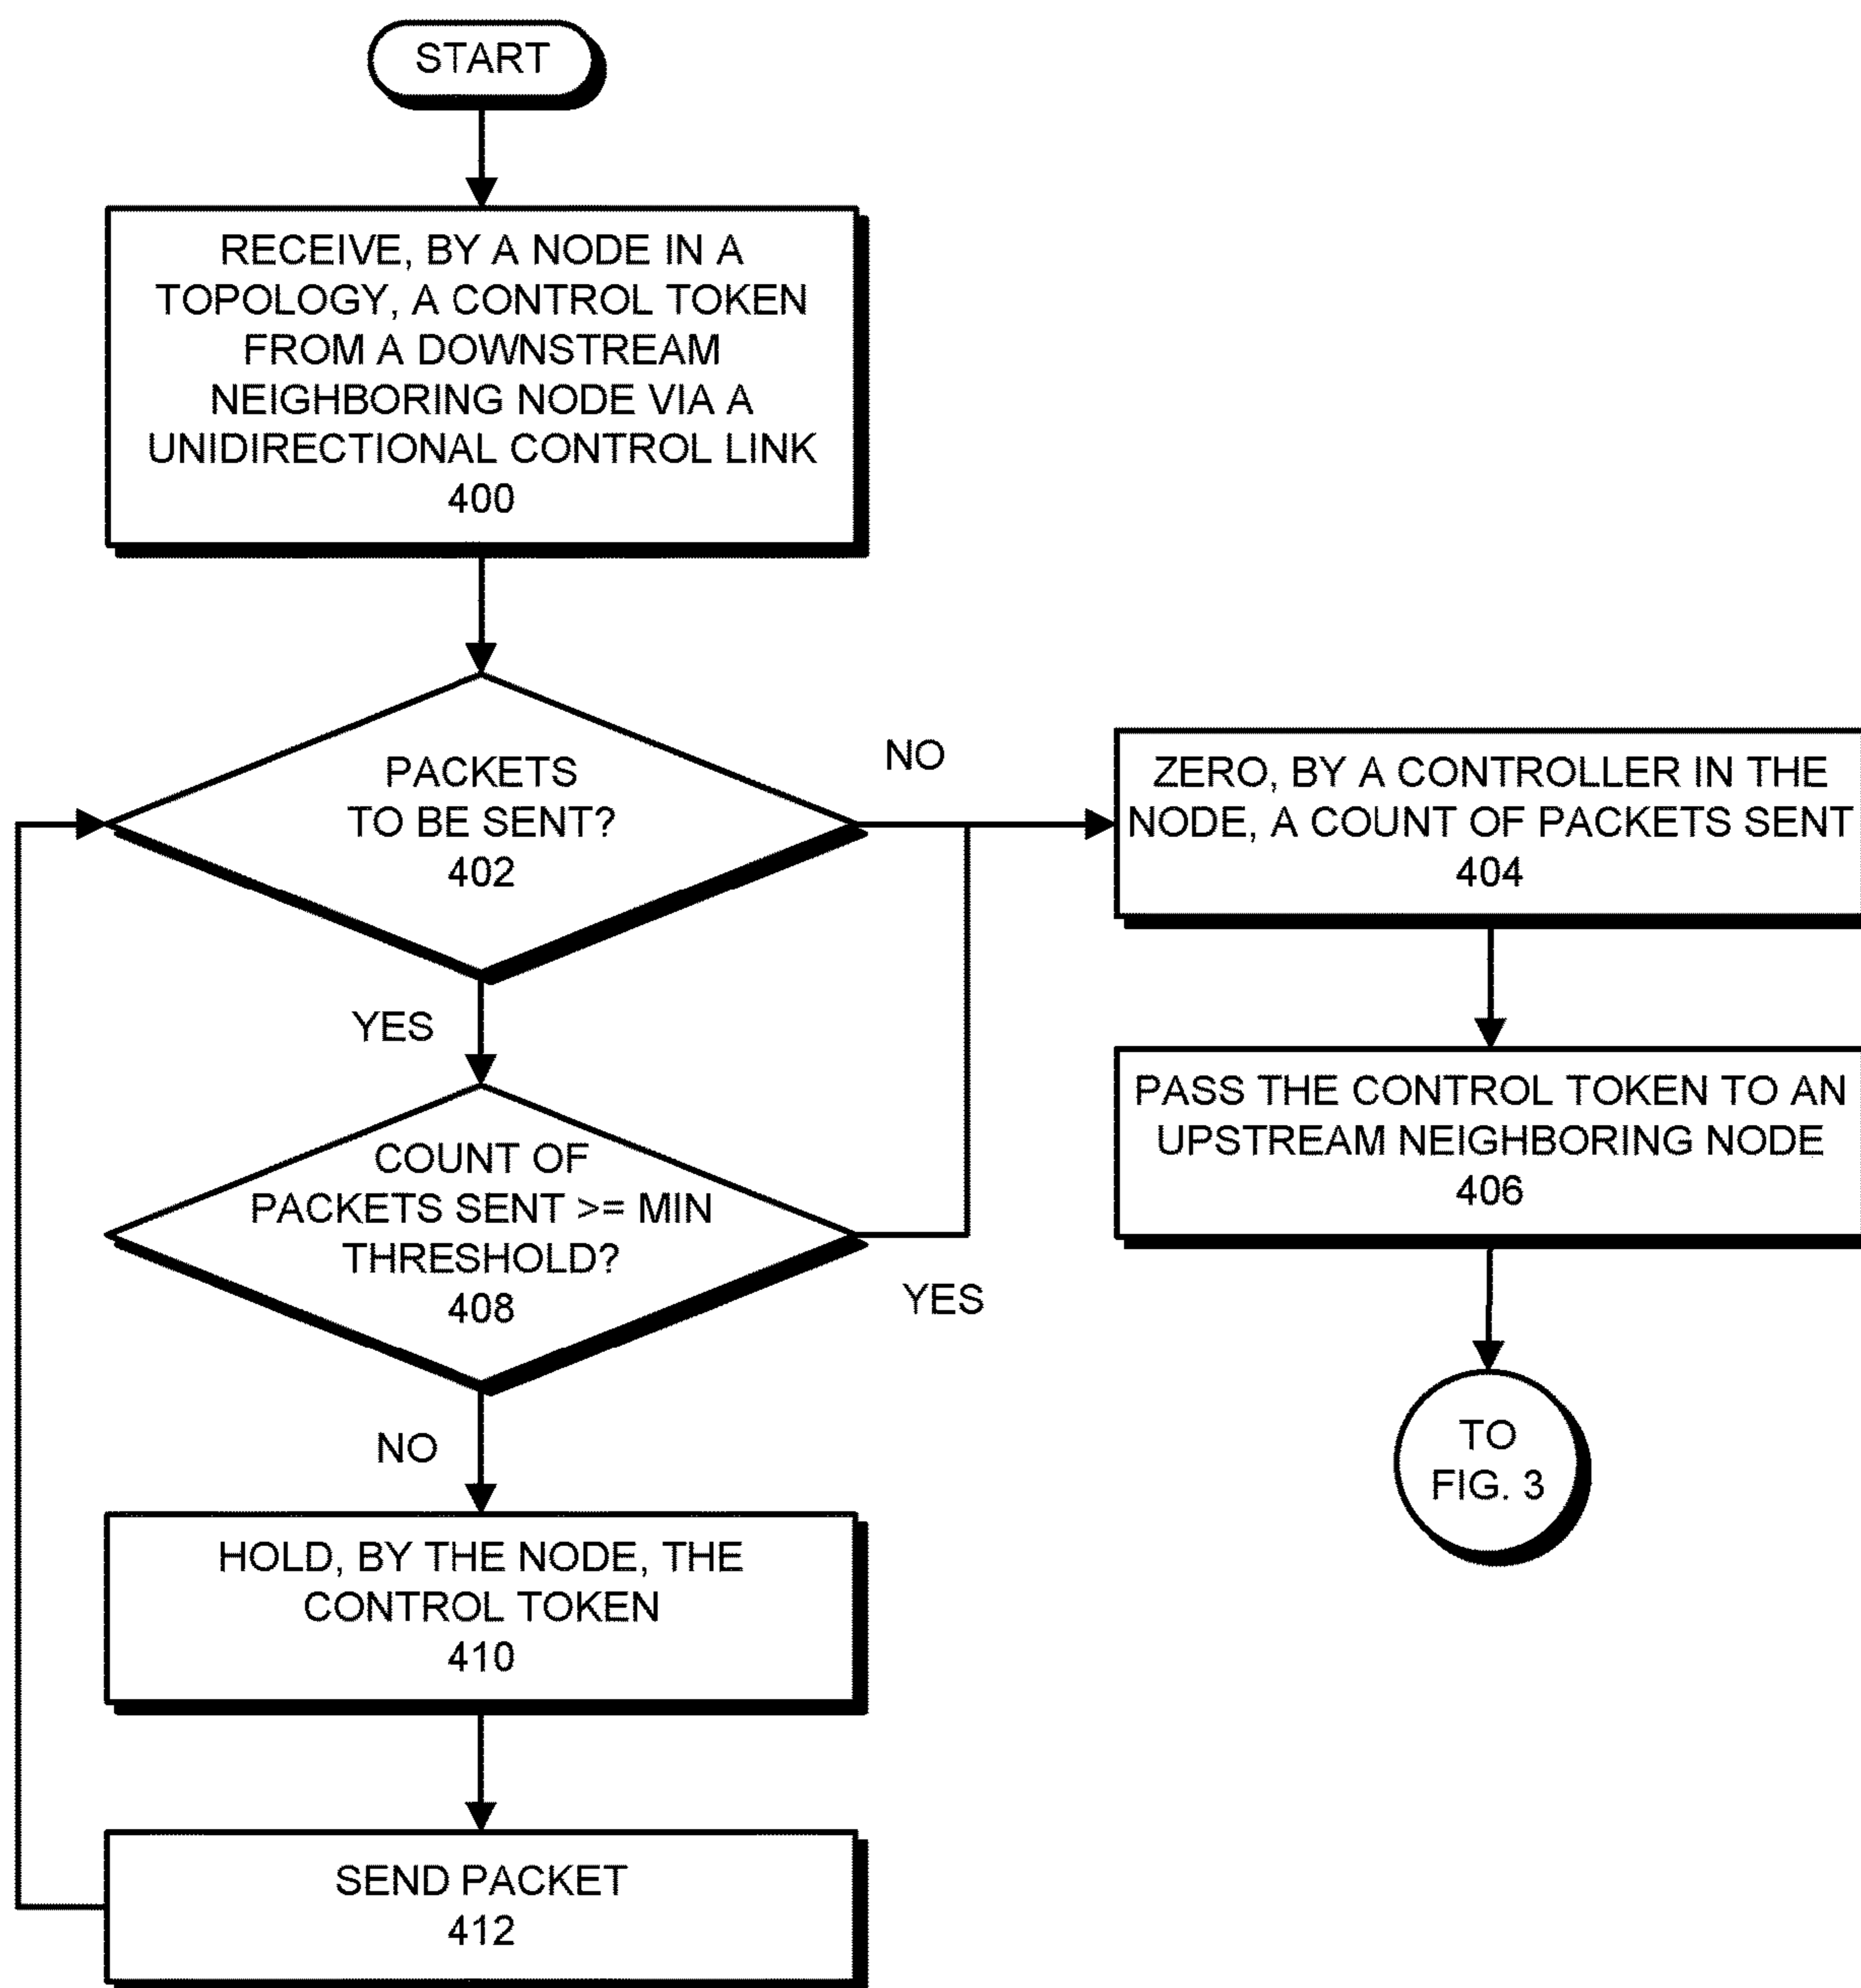 START
RECEIVE, BY A NODE IN A
TOPOLOGY, A CONTROL TOKEN
FROM A DOWNSTREAM
NEIGHBORING NODE VIA A
UNIDIRECTIONAL CONTROL LINK
400
PACKETS
TO BE SENT?
402
NO
ZERO, BY A CONTROLLER IN THE
NODE, A COUNT OF PACKETS SENT
404
YES
PASS THE CONTROL TOKEN TO AN
UPSTREAM NEIGHBORING NODE
406
COUNT OF
PACKETS SENT >= MIN
THRESHOLD?
408
YES
NO
TO
FIG. 3
HOLD, BY THE NODE, THE
CONTROL TOKEN
410
SEND PACKET
412